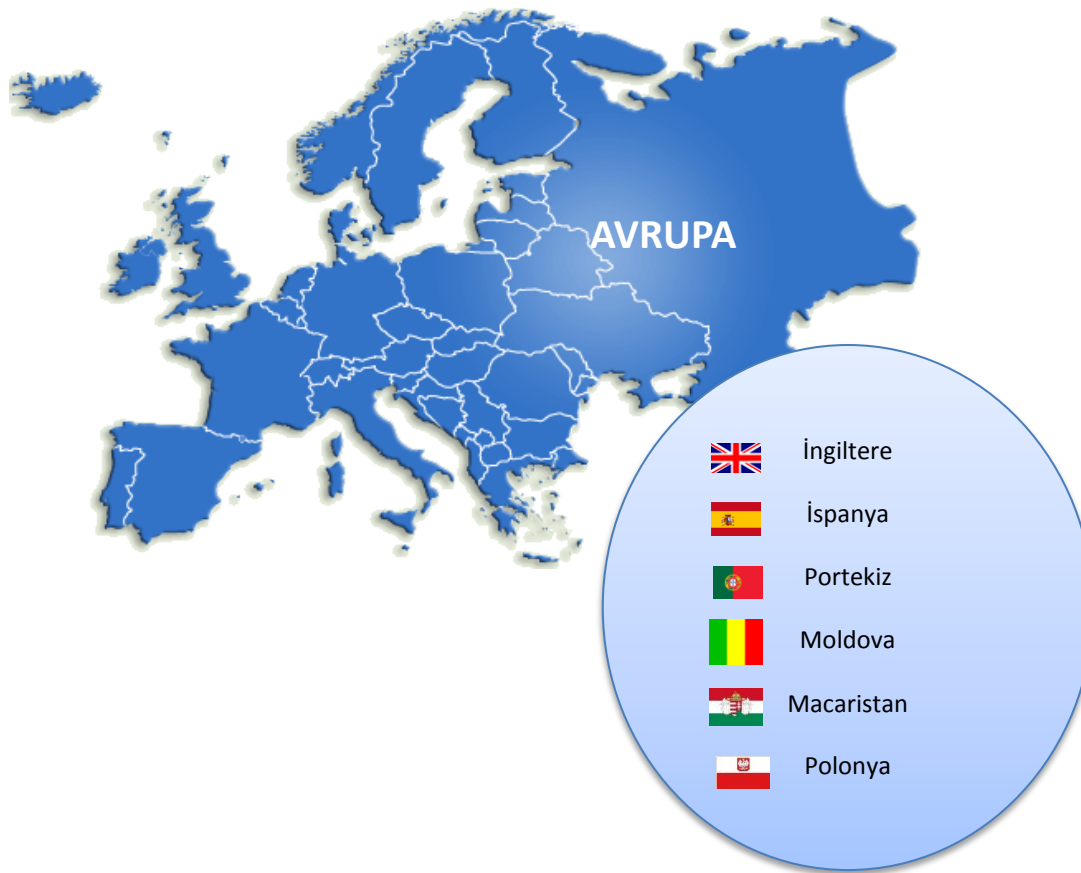 AVRUPA
İngiltere
İspanya
Portekiz
Moldova
Macaristan
Polonya